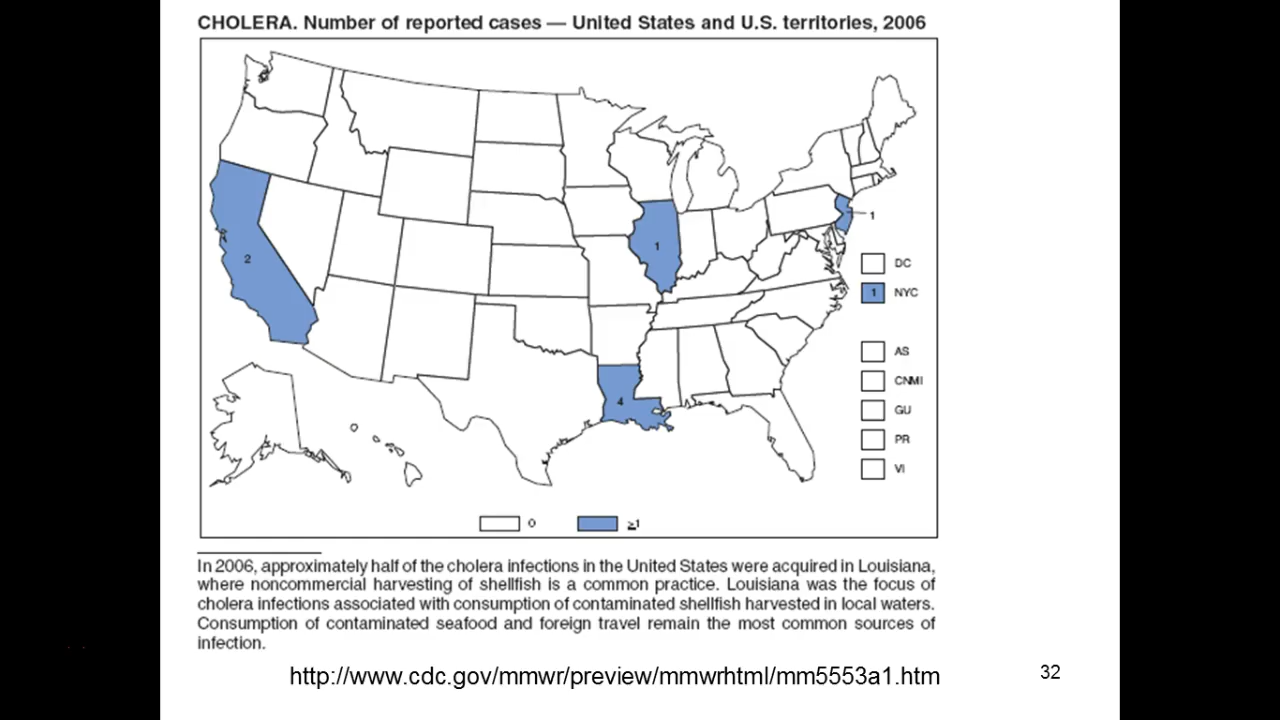 CHOLERA. Number of reported cases — United States and U.S. territories, 2006
1
2
1
4
DC
1 NYC
AS
CNMI
GU
PR
VI
0 ≥1
In 2006, approximately half of the cholera infections in the United States were acquired in Louisiana,
where noncommercial harvesting of shellfish is a common practice. Louisiana was the focus of
cholera infections associated with consumption of contaminated shellfish harvested in local waters.
Consumption of contaminated seafood and foreign travel remain the most common sources of
infection.
http://www.cdc.gov/mmwr/preview/mmwrhtml/mm5553a1.htm
32